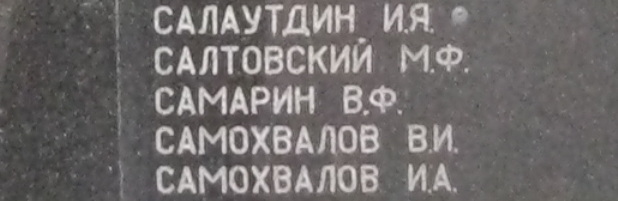 САЛАУТДИН И.Я.
САЛТОВСКИЙ М.Ф.
САМАРИН В.Ф.
САМОХВАЛОВ В.И.
САМОХВАЛОВ И.А.